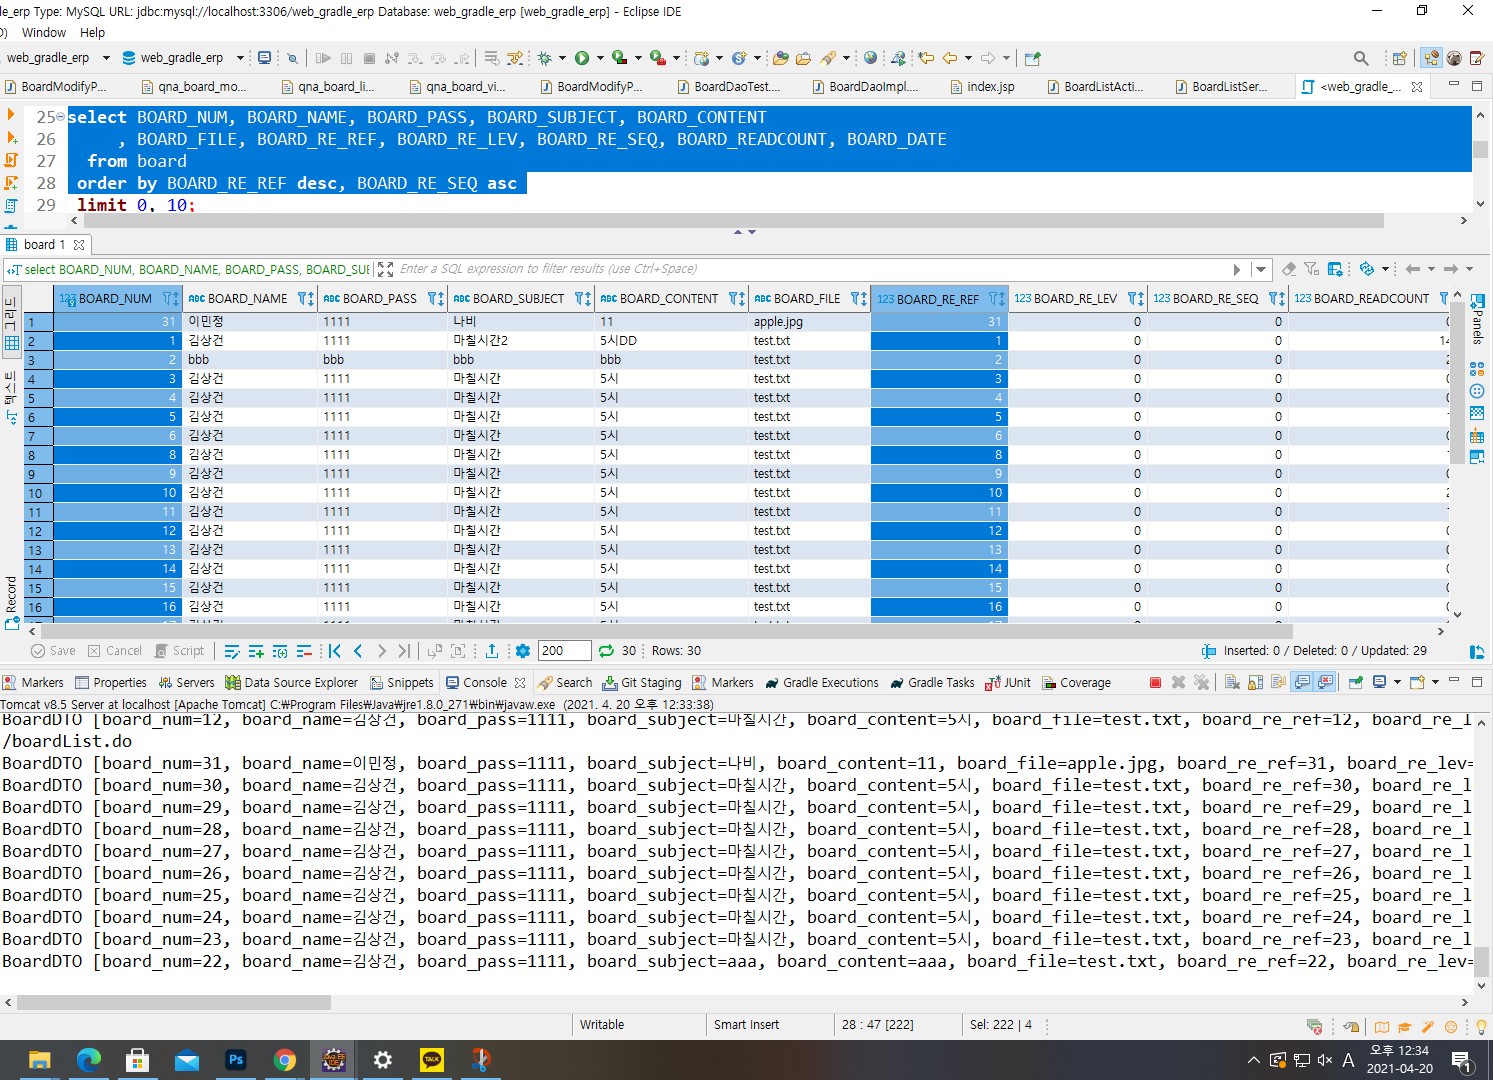 le_erp Type: MySQL URL: jdbc:mysql://localhost:3306/web_gradle_erp Database: web_gradle_erp [web_gradle_erp] - Eclipse IDE
Window Help
web_gradle_erp web_gradle_erp
BoardModifyP... qna_board_mo... qna_board_li... qna_board_vi... BoardModifyP... BoardDaoTest.... BoardDaoImpl.... index.jsp BoardListActi... BoardListSer... <web_gradle_...
25 select BOARD_NUM, BOARD_NAME, BOARD_PASS, BOARD_SUBJECT, BOARD_CONTENT
26 , BOARD_FILE, BOARD_RE_REF, BOARD_RE_LEV, BOARD_RE_SEQ, BOARD_READCOUNT, BOARD_DATE
27 from board
28 order by BOARD_RE_REF desc, BOARD_RE_SEQ asc
29 limit 0, 10;
board 1
select BOARD_NUM, BOARD_NAME, BOARD_PASS, BOARD_SUB Enter a SQL expression to filter results (use Ctrl+Space)
그리드
텍스트
Record
Panels
123 BOARD_NUM ABC BOARD_NAME ABC BOARD_PASS ABC BOARD_SUBJECT ABC BOARD_CONTENT ABC BOARD_FILE 123 BOARD_RE_REF 123 BOARD_RE_LEV 123 BOARD_RE_SEQ 123 BOARD_READCOUNT
1 31 이민정 1111 나비 11 apple.jpg 31 0 0 0
2 1 김상건 1111 마칠시간2 5시DD test.txt 1 0 0 14
3 2 bbb bbb bbb bbb test.txt 2 0 0 2
4 3 김상건 1111 마칠시간 5시 test.txt 3 0 0 0
5 4 김상건 1111 마칠시간 5시 test.txt 4 0 0 0
6 5 김상건 1111 마칠시간 5시 test.txt 5 0 0
7 6 김상건 1111 마칠시간 5시 test.txt 6 0 0 0
8 8 김상건 1111 마칠시간 5시 test.txt 8 0 0
9 9 김상건 1111 마칠시간 5시 test.txt 9 0 0 0
10 10 김상건 1111 마칠시간 5시 test.txt 10 0 0 2
11 11 김상건 1111 마칠시간 5시 test.txt 11 0 0
12 12 김상건 1111 마칠시간 5시 test.txt 12 0 0 0
13 13 김상건 1111 마칠시간 5시 test.txt 13 0 0 0
14 14 김상건 1111 마칠시간 5시 test.txt 14 0 0 0
15 15 김상건 1111 마칠시간 5시 test.txt 15 0 0 0
16 16 김상건 1111 마칠시간 5시 test.txt 16 0 0 0
Save Cancel Script 200 30 Rows: 30 Inserted: 0 / Deleted: 0 / Updated: 29
Markers Properties Servers Data Source Explorer Snippets Console Search Git Staging Markers Gradle Executions Gradle Tasks JUnit Coverage
Tomcat v8.5 Server at localhost [Apache Tomcat] C:₩Program Files₩Java₩jre1.8.0_271₩bin₩javaw.exe (2021. 4. 20 오후 12:33:38)
BoardDTO [board_num=12, board_name=김상건, board_pass=1111, board_subject=마칠시간, board_content=5시, board_file=test.txt, board_re_ref=12, board_re_l
/boardList.do
BoardDTO [board_num=31, board_name=이민정, board_pass=1111, board_subject=나비, board_content=11, board_file=apple.jpg, board_re_ref=31, board_re_lev=
BoardDTO [board_num=30, board_name=김상건, board_pass=1111, board_subject=마칠시간, board_content=5시, board_file=test.txt, board_re_ref=30, board_re_l
BoardDTO [board_num=29, board_name=김상건, board_pass=1111, board_subject=마칠시간, board_content=5시, board_file=test.txt, board_re_ref=29, board_re_l
BoardDTO [board_num=28, board_name=김상건, board_pass=1111, board_subject=마칠시간, board_content=5시, board_file=test.txt, board_re_ref=28, board_re_l
BoardDTO [board_num=27, board_name=김상건, board_pass=1111, board_subject=마칠시간, board_content=5시, board_file=test.txt, board_re_ref=27, board_re_l
BoardDTO [board_num=26, board_name=김상건, board_pass=1111, board_subject=마칠시간, board_content=5시, board_file=test.txt, board_re_ref=26, board_re_l
BoardDTO [board_num=25, board_name=김상건, board_pass=1111, board_subject=마칠시간, board_content=5시, board_file=test.txt, board_re_ref=25, board_re_l
BoardDTO [board_num=24, board_name=김상건, board_pass=1111, board_subject=마칠시간, board_content=5시, board_file=test.txt, board_re_ref=24, board_re_l
BoardDTO [board_num=23, board_name=김상건, board_pass=1111, board_subject=마칠시간, board_content=5시, board_file=test.txt, board_re_ref=23, board_re_l
BoardDTO [board_num=22, board_name=김상건, board_pass=1111, board_subject=aaa, board_content=aaa, board_file=test.txt, board_re_ref=22, board_re_lev=
Writable Smart Insert 28 : 47 [222] Sel: 222 | 4
Ps TALK A 오후 12:34
2021-04-20 1